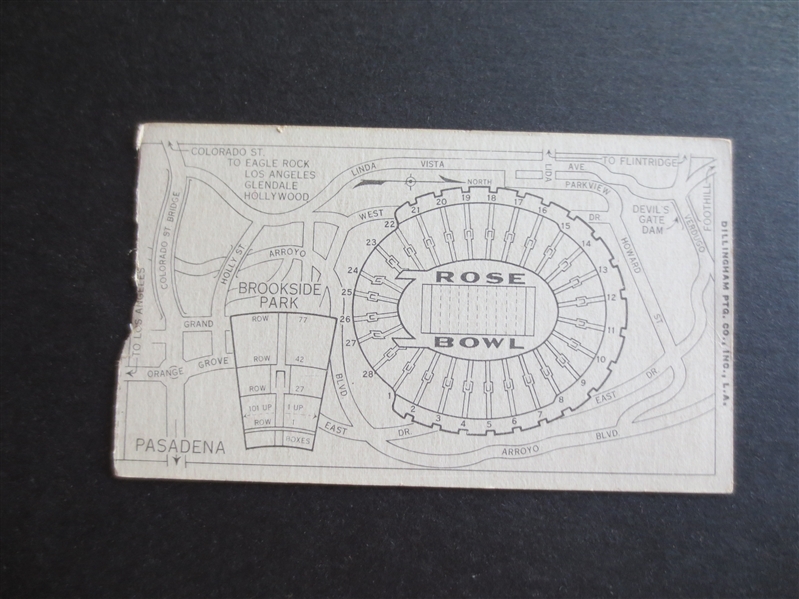 COLORADO ST.
TO EAGLE ROCK
LOS ANGELES
GLENDALE
HOLLYWOOD
LINDA
VISTA
NORTH
LIDA
AVE.
PARKVIEW
TO FLINTRIDGE
FOOTHILL
VERDUGO
DEVIL'S
GATE
DAM
COLORADO ST. BRIDGE
HOLLY ST
ARROYO
WEST
DR
HOWARD
ST
BROOKSIDE
PARK
TO LOS ANGELES
GRAND
ORANGE
GROVE
BLVD
ROW 77
ROW 42
ROW 27
101 UP 1 UP
ROW 1
BOXES
ROSE
BOWL
1
2
3
4
5
6
7
8
9
10
11
12
13
14
15
16
17
18
19
20
21
22
23
24
25
26
27
28
EAST
DR.
EAST
DR
ARROYO
BLVD.
PASADENA
DILLINGHAM PTG. CO., INC., L.A.